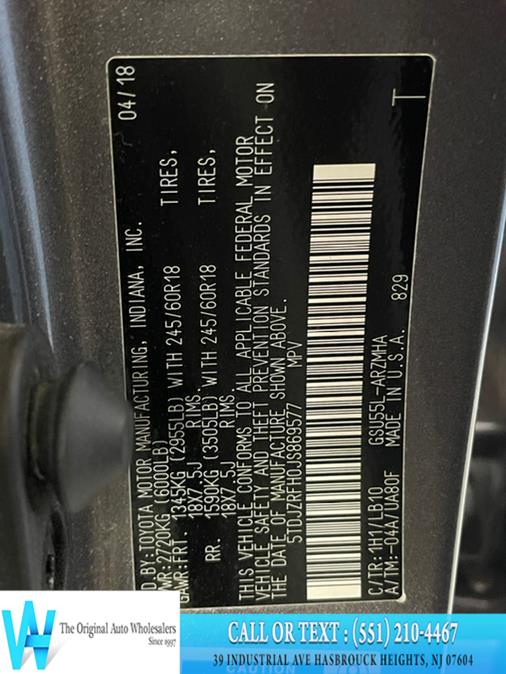 D.BY:TOYOTA MOTOR MANUFACTURING, INDIANA, INC. 04/18
WR:2720KG (6000LB)
GAWR:FRT. 1345KG (2955LB) WITH 245/60R18 TIRES,
18X7.5J RIMS,
RR. 1590KG (3505LB) WITH 245/60R18 TIRES,
18X7.5J RIMS.
THIS VEHICLE CONFORMS TO ALL APPLICABLE FEDERAL MOTOR
VEHICLE SAFETY AND THEFT PREVENTION STANDARDS IN EFFECT ON
THE DATE OF MANUFACTURE SHOWN ABOVE.
5TDJZRFH0JS869577 MPV
C/TR:1H1/LB10 GSU55L-ARZMHA
A/TM:-04A/UA80F MADE IN U.S.A. 829
T
W
The Original Auto Wholesalers
Since 1997
CALL OR TEXT : (551) 210-4467
39 INDUSTRIAL AVE HASBROUCK HEIGHTS, NJ 07604
CAUTION